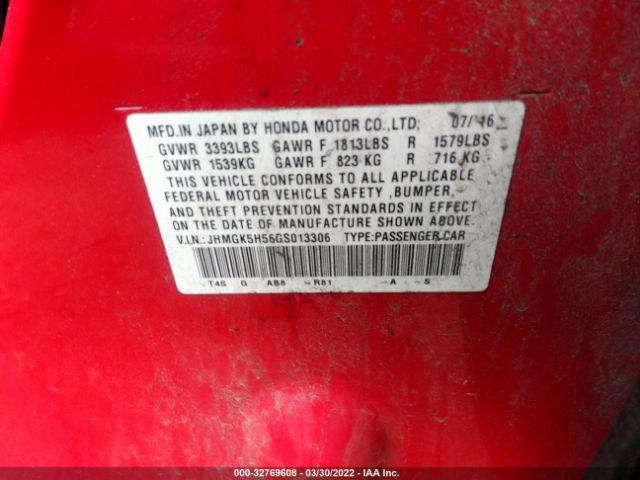 MFD.IN JAPAN BY HONDA MOTOR CO.,LTD; 07/16
GVWR 3393LBS GAWR F 1813LBS R 1579LBS
GVWR 1539KG GAWR F 823 KG R 716 KG
THIS VEHICLE CONFORMS TO ALL APPLICABLE
FEDERAL MOTOR VEHICLE SAFETY ,BUMPER,
AND THEFT PREVENTION STANDARDS IN EFFECT
ON THE DATE OF MANUFACTURE SHOWN ABOVE.
V.I.N.:JHMGK5H56GS013306 TYPE:PASSENGER CAR
T4S G AB8 -R81 -A -S
000-32769608 - 03/30/2022 - IAA Inc.